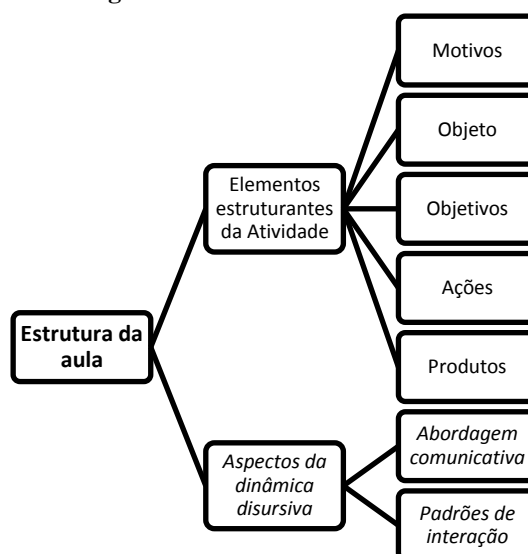 Motivos
Objeto
Elementos
estruturantes
da Atividade
Objetivos
Ações
Estrutura da
aula
Produtos
Abordagem
comunicativa
Aspectos da
dinâmica
disursiva
Padrões de
interação